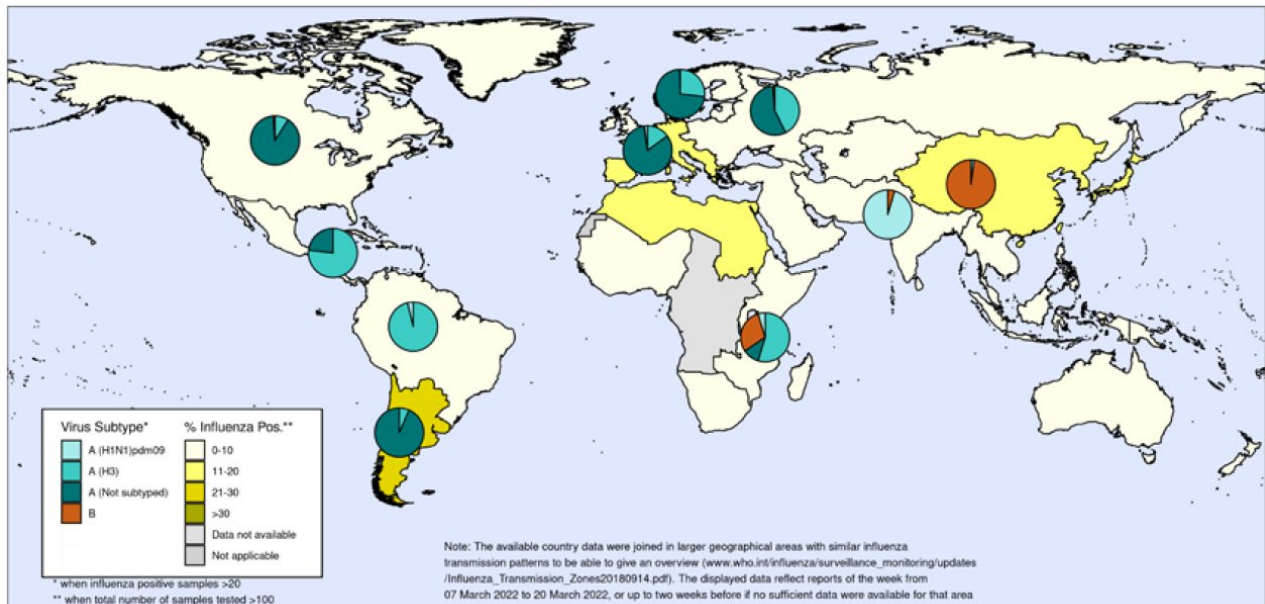 Virus Subtype*
A (H1N1)pdm09
A (H3)
A (Not subtyped)
B
% Influenza Pos.**
0-10
11-20
21-30
>30
Data not available
Not applicable
* when influenza positive samples >20
** when total number of samples tested >100
Note: The available country data were joined in larger geographical areas with similar influenza
transmission patterns to be able to give an overview (www.who.int/influenza/surveillance_monitoring/updates
/Influenza_Transmission_Zones20180914.pdf). The displayed data reflect reports of the week from
07 March 2022 to 20 March 2022, or up to two weeks before if no sufficient data were available for that area